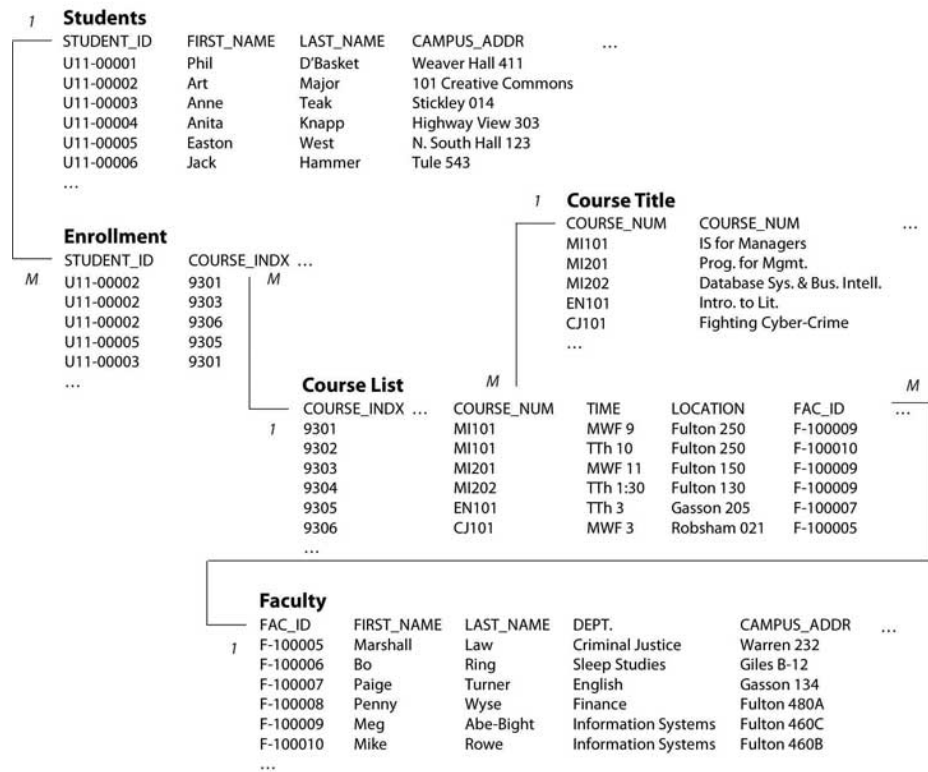 1 Students
STUDENT_ID FIRST_NAME LAST_NAME CAMPUS_ADDR ...
U11-00001 Phil D'Basket Weaver Hall 411
U11-00002 Art Major 101 Creative Commons
U11-00003 Anne Teak Stickley 014
U11-00004 Anita Knapp Highway View 303
U11-00005 Easton West N. South Hall 123
U11-00006 Jack Hammer Tule 543
...
Enrollment
STUDENT_ID COURSE_INDX ...
M U11-00002 9301 M
U11-00002 9303
U11-00002 9306
U11-00005 9305
U11-00003 9301
...
1 Course Title
COURSE_NUM COURSE_NUM ...
MI101 IS for Managers
MI201 Prog. for Mgmt.
MI202 Database Sys. & Bus. Intell.
EN101 Intro. to Lit.
CJ101 Fighting Cyber-Crime
...
Course List M M
COURSE_INDX ... COURSE_NUM TIME LOCATION FAC_ID ...
1 9301 MI101 MWF 9 Fulton 250 F-100009
9302 MI101 TTh 10 Fulton 250 F-100010
9303 MI201 MWF 11 Fulton 150 F-100009
9304 MI202 TTh 1:30 Fulton 130 F-100009
9305 EN101 TTh 3 Gasson 205 F-100007
9306 CJ101 MWF 3 Robsham 021 F-100005
...
Faculty
FAC_ID FIRST_NAME LAST_NAME DEPT. CAMPUS_ADDR ...
1 F-100005 Marshall Law Criminal Justice Warren 232
F-100006 Bo Ring Sleep Studies Giles B-12
F-100007 Paige Turner English Gasson 134
F-100008 Penny Wyse Finance Fulton 480A
F-100009 Meg Abe-Bight Information Systems Fulton 460C
F-100010 Mike Rowe Information Systems Fulton 460B
...